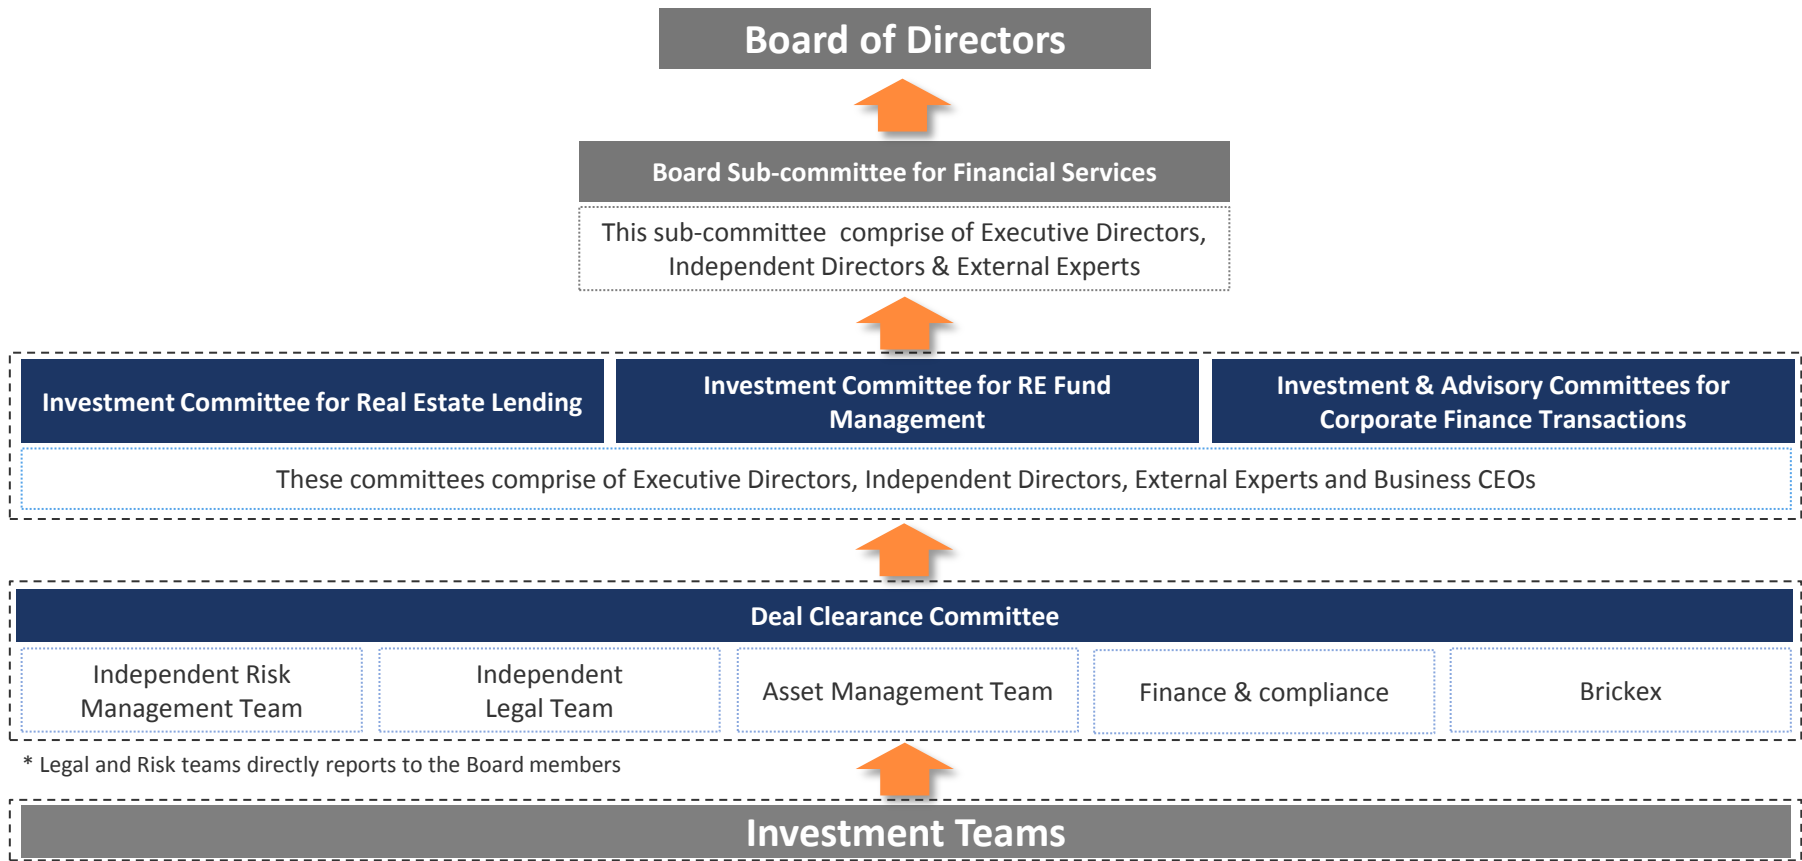 Board of Directors
Board Sub-committee for Financial Services
This sub-committee comprise of Executive Directors,
Independent Directors & External Experts
Investment Committee for Real Estate Lending
Investment Committee for RE Fund
Management
Investment & Advisory Committees for
Corporate Finance Transactions
These committees comprise of Executive Directors, Independent Directors, External Experts and Business CEOs
Deal Clearance Committee
Independent Risk
Management Team
Independent
Legal Team
Asset Management Team
Finance & compliance
Brickex
* Legal and Risk teams directly reports to the Board members
Investment Teams